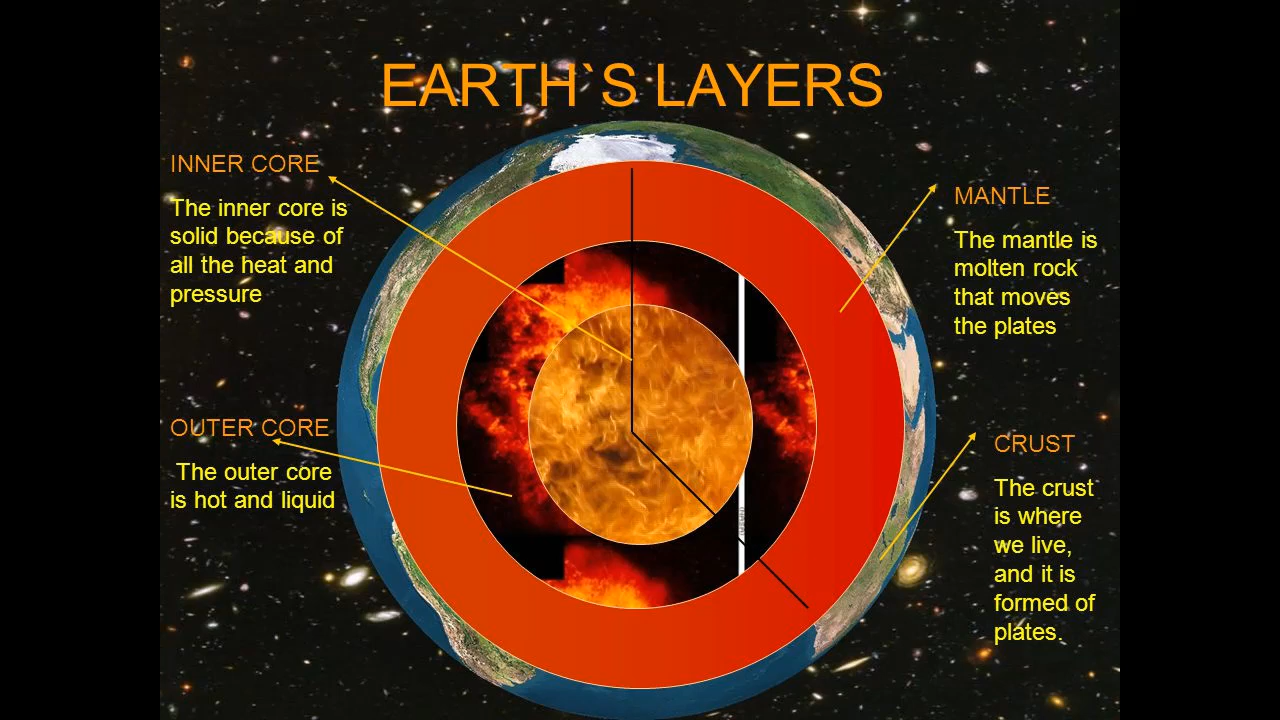 EARTH`S LAYERS
INNER CORE
The inner core is
solid because of
all the heat and
pressure
OUTER CORE
The outer core
is hot and liquid
MANTLE
The mantle is
molten rock
that moves
the plates
CRUST
The crust
is where
we live,
and it is
formed of
plates.